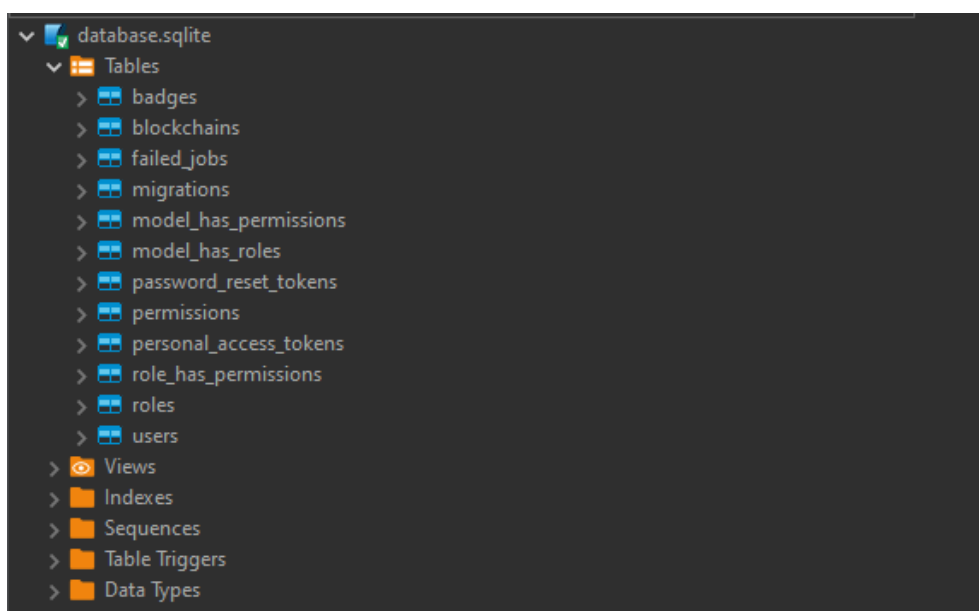 database.sqlite
Tables
badges
blockchains
failed_jobs
migrations
model_has_permissions
model_has_roles
password_reset_tokens
permissions
personal_access_tokens
role_has_permissions
roles
users
Views
Indexes
Sequences
Table Triggers
Data Types